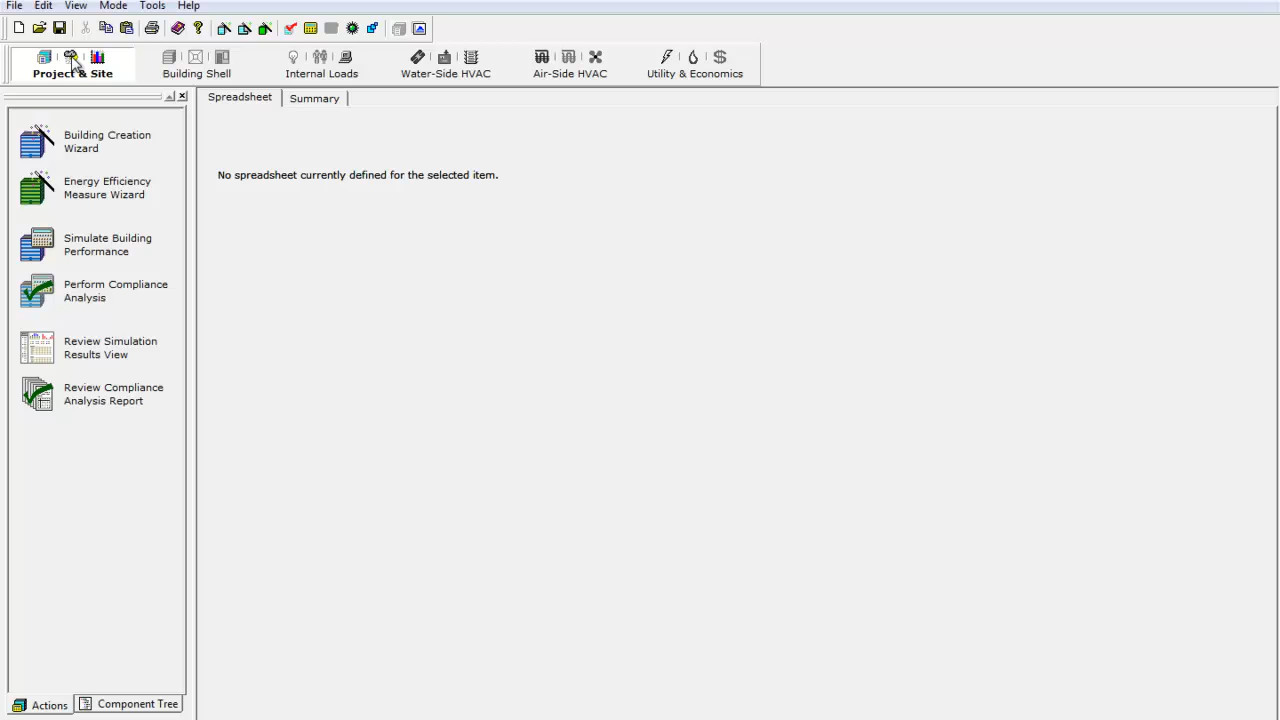 File Edit View Mode Tools Help
Project & Site Building Shell Internal Loads Water-Side HVAC Air-Side HVAC Utility & Economics
Spreadsheet Summary
Building Creation
Wizard
No spreadsheet currently defined for the selected item.
Energy Efficiency
Measure Wizard
Simulate Building
Performance
Perform Compliance
Analysis
Review Simulation
Results View
Review Compliance
Analysis Report
Actions Component Tree